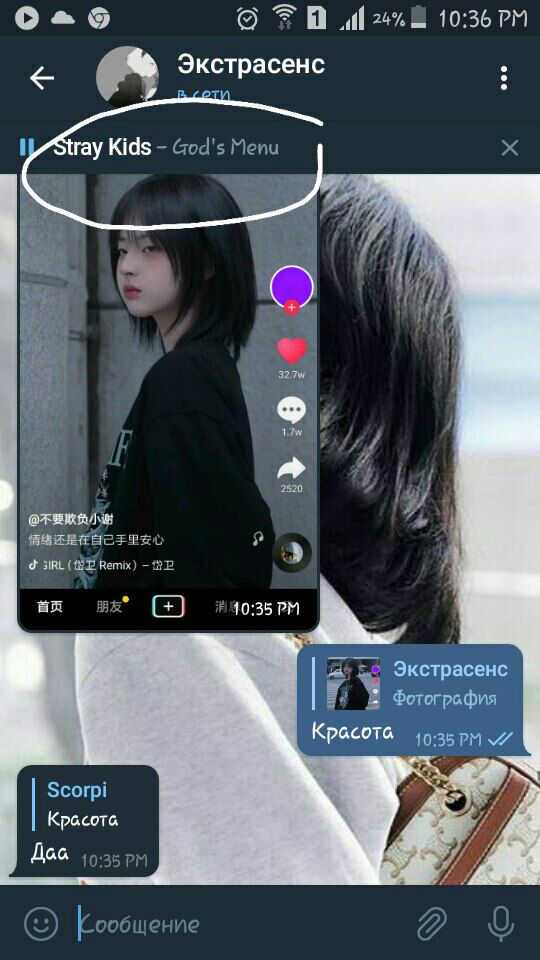 24% 10:36 PM
Экстрасенс
в сети
Stray Kids – God's Menu
32.7w
1.7w
2520
@不要欺负小谢
情绪还是在自己手里安心
GIRL (岱卫 Remix) – 岱卫
首页 朋友 消息 10:35 PM
Экстрасенс
Фотография
Красота 10:35 PM
Scorpi
Красота
Даа 10:35 PM
Сообщение